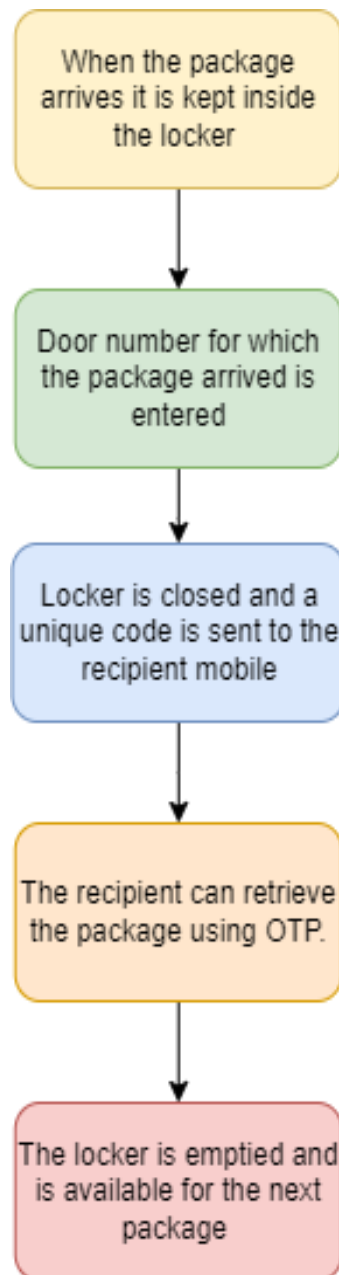 When the package
arrives it is kept inside
the locker
Door number for which
the package arrived is
entered
Locker is closed and a
unique code is sent to the
recipient mobile
The recipient can retrieve
the package using OTP.
The locker is emptied and
is available for the next
package